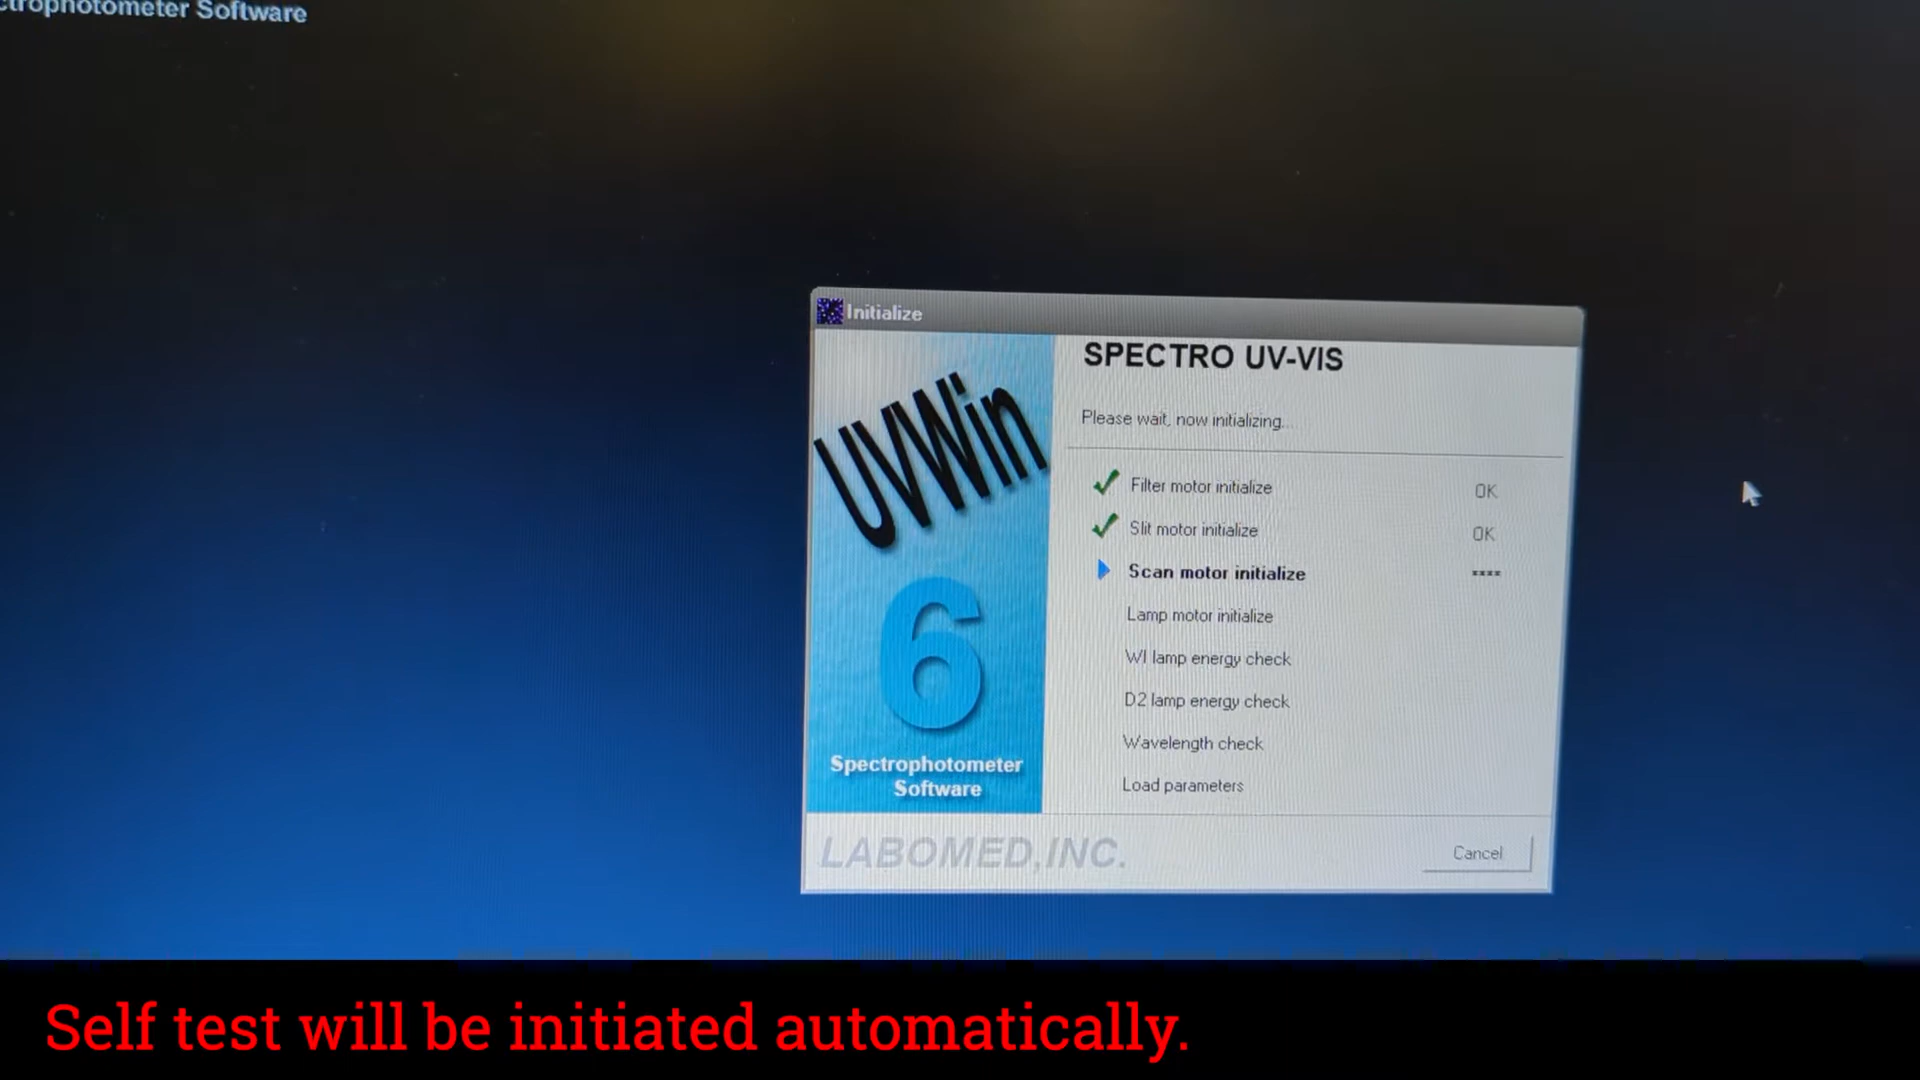 Software
Initialize
UVWin
6
Spectrophotometer
Software
SPECTRO UV-VIS
Please wait, now initializing...
Filter motor initialize OK
Slit motor initialize OK
Scan motor initialize ****
Lamp motor initialize
WI lamp energy check
D2 lamp energy check
Wavelength check
Load parameters
LABOMED,INC.
Cancel
Self test will be initiated automatically.